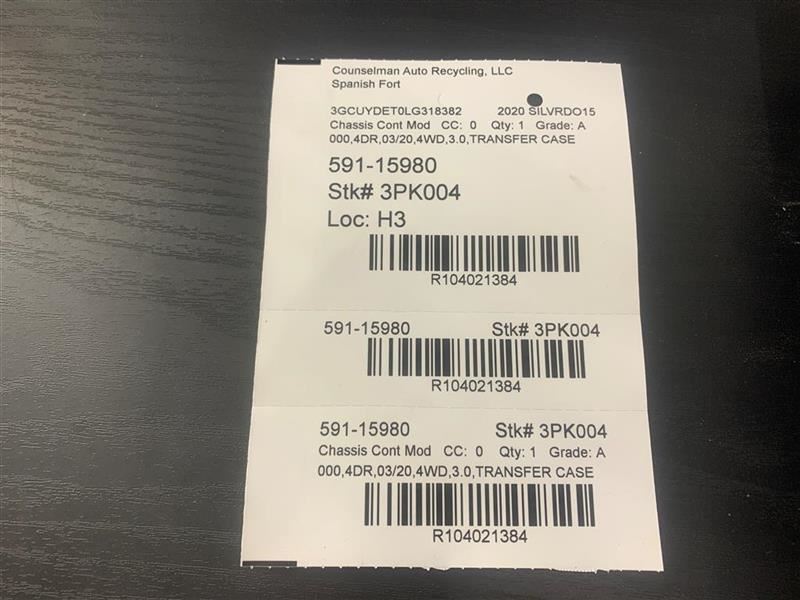 Counselman Auto Recycling, LLC
Spanish Fort
3GCUYDET0LG318382 2020 SILVRDO15
Chassis Cont Mod CC: 0 Qty: 1 Grade: A
000,4DR,03/20,4WD,3.0,TRANSFER CASE
591-15980
Stk# 3PK004
Loc: H3
R104021384
591-15980 Stk# 3PK004
R104021384
591-15980 Stk# 3PK004
Chassis Cont Mod CC: 0 Qty: 1 Grade: A
000,4DR,03/20,4WD,3.0,TRANSFER CASE
R104021384